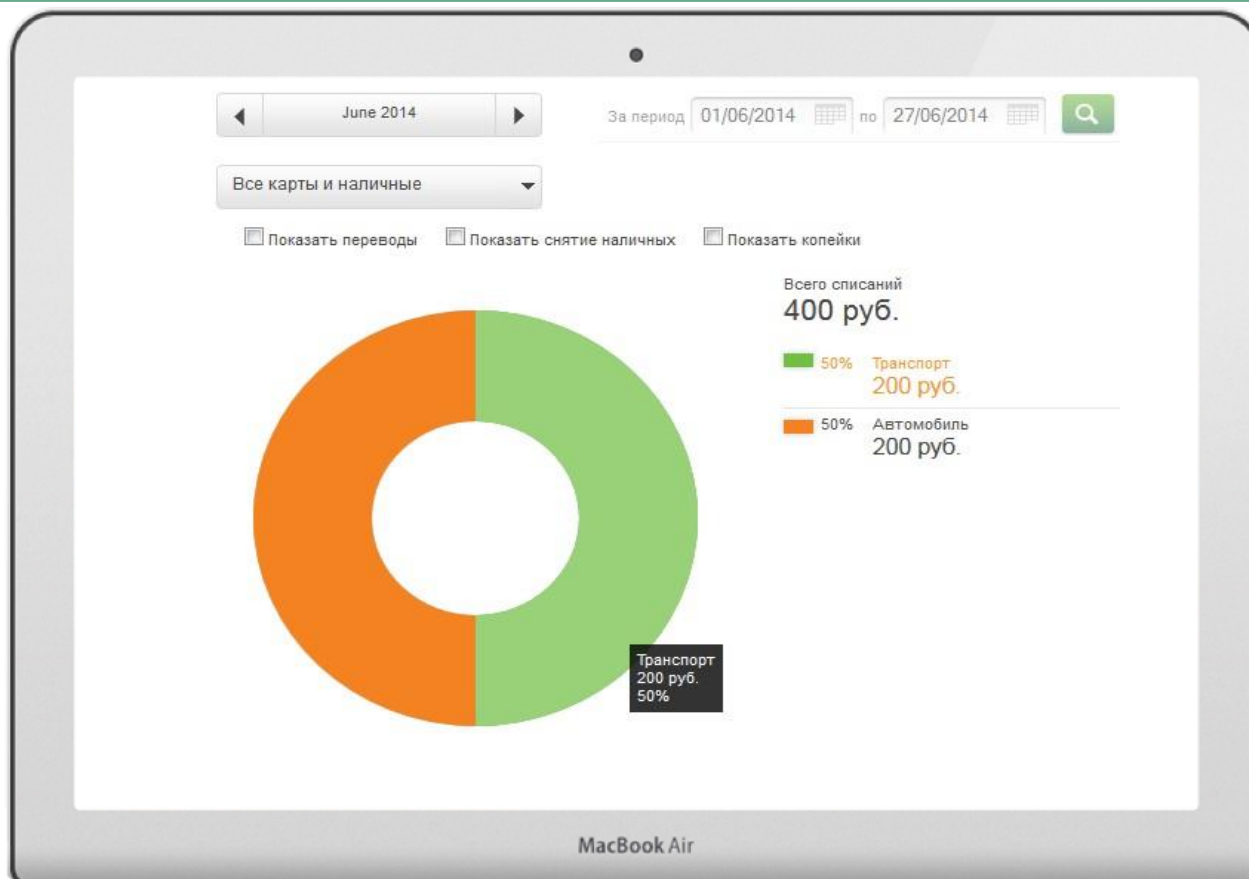 June 2014
За период 01/06/2014 по 27/06/2014
Все карты и наличные
Показать переводы Показать снятие наличных Показать копейки
Всего списаний
400 руб.
50% Транспорт
200 руб.
50% Автомобиль
200 руб.
Транспорт
200 руб.
50%
MacBook Air